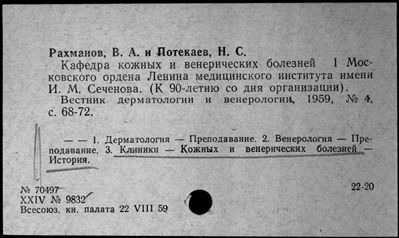 Рахманов, В. А. и Потекаев, Н. С.
Кафедра кожных и венерических болезней I Мос-
ковского ордена Ленина медицинского института имени
И. М. Сеченова. (К 90-летию со дня организации).
Вестник дерматологии и венерологии, 1959, № 4,
с. 68-72.
— — 1. Дерматология — Преподавание. 2. Венерология — Пре-
подавание. 3. Клиники — Кожных и венерических болезней —
История.
№ 70497
22-20
XXIV № 9832
Всесоюз. кн. палата 22 VIII 59